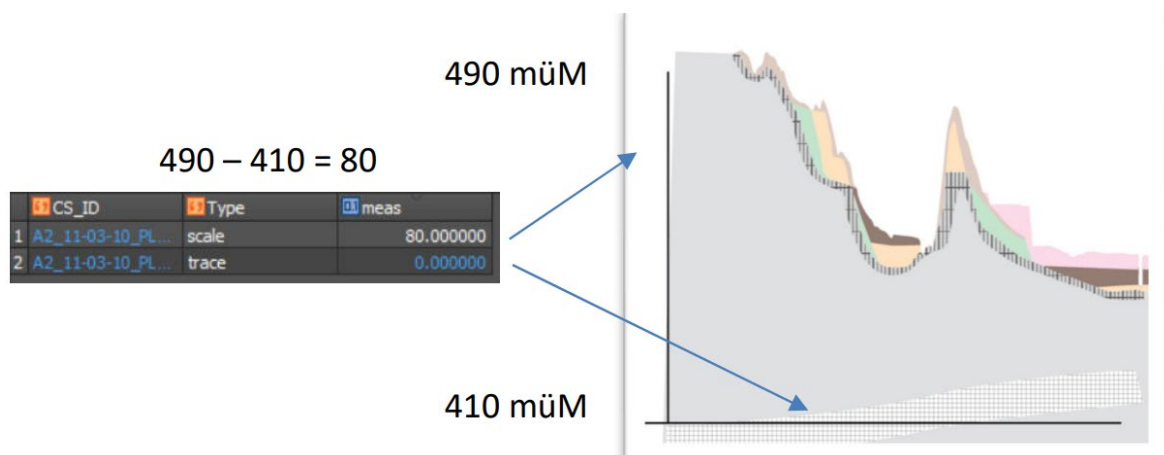 490 müM
490 – 410 = 80
CS_ID Type meas
1 A2_11-03-10_PL... scale 80.000000
2 A2_11-03-10_PL... trace 0.000000
410 müM